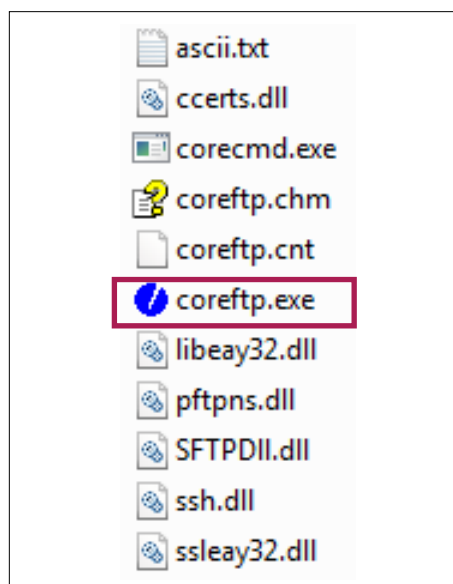 ascii.txt
ccerts.dll
corecmd.exe
coreftp.chm
coreftp.cnt
coreftp.exe
libeay32.dll
pftpns.dll
SFTPDll.dll
ssh.dll
ssleay32.dll